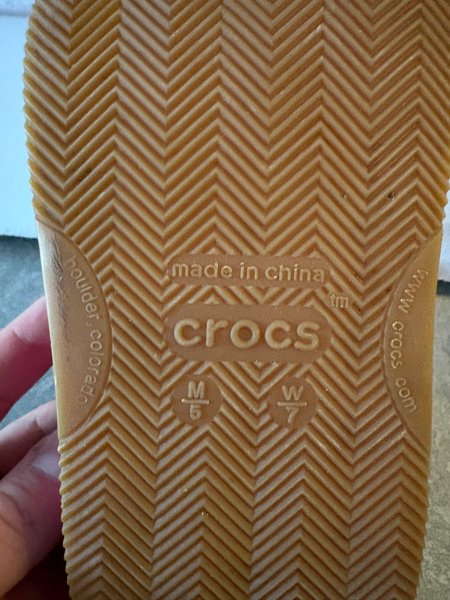 made in china
tm
crocs
M
5
W
7
boulder, colorado
www crocs com